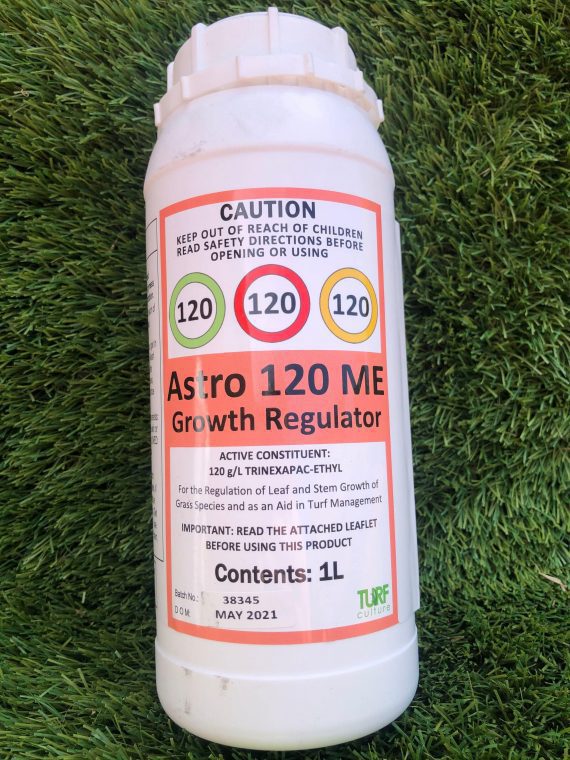 CAUTION
KEEP OUT OF REACH OF CHILDREN
READ SAFETY DIRECTIONS BEFORE
OPENING OR USING
120 120 120
Astro 120 ME
Growth Regulator
ACTIVE CONSTITUENT:
120 g/L TRINEXAPAC-ETHYL
For the Regulation of Leaf and Stem Growth of
Grass Species and as an Aid in Turf Management
IMPORTANT: READ THE ATTACHED LEAFLET
BEFORE USING THIS PRODUCT
Contents: 1L
Batch No.: 38345
D O M: MAY 2021
TURF
culture